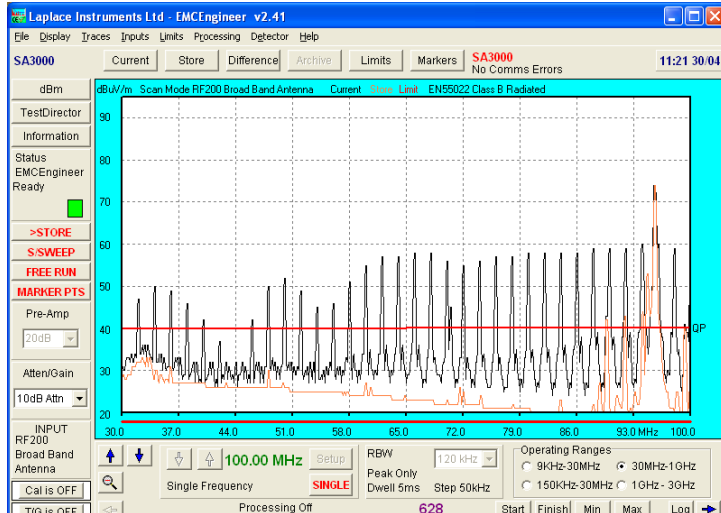 Laplace Instruments Ltd - EMCEngineer v2.41
File Display Traces Inputs Limits Processing Detector Help
SA3000 Current Store Difference Archive Limits Markers SA3000 11:21 30/04
No Comms Errors
dBm
TestDirector
Information
Status
EMCEngineer
Ready
>STORE
S/SWEEP
FREE RUN
MARKER PTS
Pre-Amp
20dB
Atten/Gain
10dB Attn
INPUT
RF200
Broad Band
Antenna
Cal is OFF
T/G is OFF
dBuV/m Scan Mode RF200 Broad Band Antenna Current Store Limit EN55022 Class B Radiated
90
80
70
60
50
40
30
20
QP
30.0 37.0 44.0 51.0 58.0 65.0 72.0 79.0 86.0 93.0 MHz 100.0
100.00 MHz Setup
Single Frequency SINGLE
RBW 120 kHz
Peak Only
Dwell 5ms Step 50kHz
Operating Ranges
9KHz-30MHz 30MHz-1GHz
150KHz-30MHz 1GHz - 3GHz
Processing Off 628 Start Finish Min Max Log